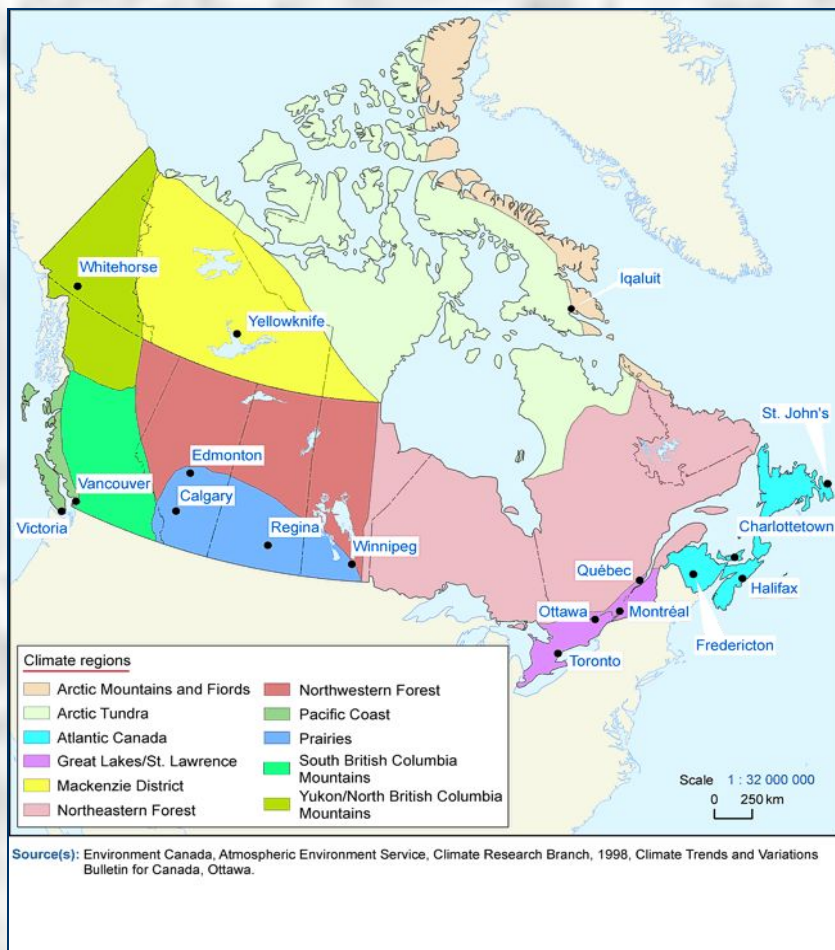 Whitehorse
Yellowknife
Iqaluit
St. John's
Edmonton
Vancouver
Calgary
Victoria
Regina
Winnipeg
Charlottetown
Québec
Halifax
Ottawa
Montréal
Fredericton
Toronto
Climate regions
Arctic Mountains and Fiords
Arctic Tundra
Atlantic Canada
Great Lakes/St. Lawrence
Mackenzie District
Northeastern Forest
Northwestern Forest
Pacific Coast
Prairies
South British Columbia
Mountains
Yukon/North British Columbia
Mountains
Scale 1 : 32 000 000
0 250 km
Source(s): Environment Canada, Atmospheric Environment Service, Climate Research Branch, 1998, Climate Trends and Variations
Bulletin for Canada, Ottawa.